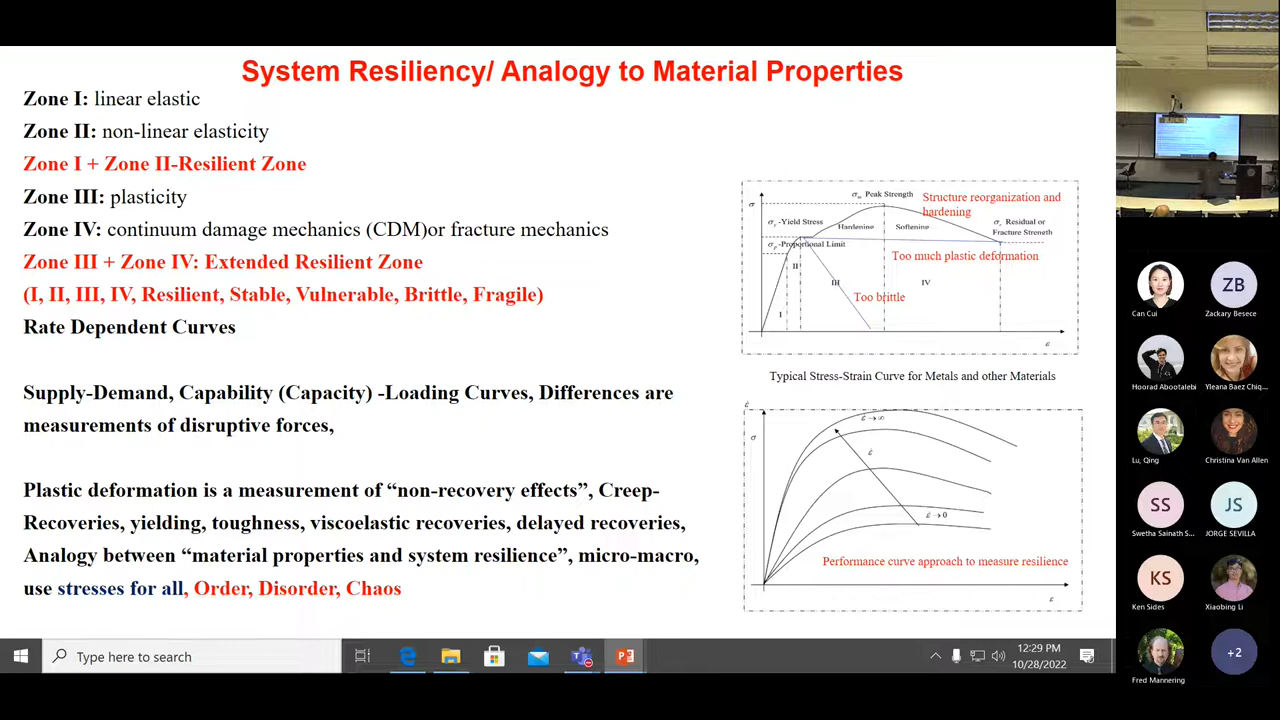 System Resiliency/ Analogy to Material Properties
Zone I: linear elastic
Zone II: non-linear elasticity
Zone I + Zone II-Resilient Zone
Zone III: plasticity
Zone IV: continuum damage mechanics (CDM)or fracture mechanics
Zone III + Zone IV: Extended Resilient Zone
(I, II, III, IV, Resilient, Stable, Vulnerable, Brittle, Fragile)
Rate Dependent Curves
Supply-Demand, Capability (Capacity) -Loading Curves, Differences are
measurements of disruptive forces,
Plastic deformation is a measurement of “non-recovery effects”, Creep-
Recoveries, yielding, toughness, viscoelastic recoveries, delayed recoveries,
Analogy between “material properties and system resilience”, micro-macro,
use stresses for all, Order, Disorder, Chaos
σ
Peak Strength
Structure reorganization and
hardening
-Yield Stress
Hardening
Softening
Residual or
Fracture Strength
-Proportional Limit
Too much plastic deformation
II
III
IV
Too brittle
I
ε
Typical Stress-Strain Curve for Metals and other Materials
ε̇
σ
ε̇ → ∞
ε̇
ε̇ → 0
Performance curve approach to measure resilience
ε
Type here to search
12:29 PM
10/28/2022
Can Cui
ZB
Zackary Besece
Hoorad Abootalebi
Yleana Baez Chiq...
Lu, Qing
Christina Van Allen
SS
Swetha Sainath S...
JS
JORGE SEVILLA
KS
Ken Sides
Xiaobing Li
Fred Mannering
+2